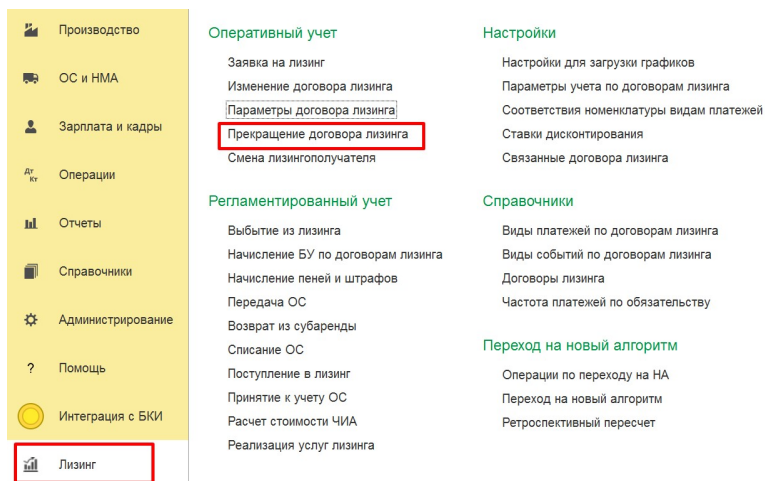 Производство
ОС и НМА
Зарплата и кадры
Дт
Кт
Операции
Отчеты
Справочники
Администрирование
?
Помощь
Интеграция с БКИ
Лизинг
Оперативный учет
Заявка на лизинг
Изменение договора лизинга
Параметры договора лизинга
Прекращение договора лизинга
Смена лизингополучателя
Регламентированный учет
Выбытие из лизинга
Начисление БУ по договорам лизинга
Начисление пеней и штрафов
Передача ОС
Возврат из субаренды
Списание ОС
Поступление в лизинг
Принятие к учету ОС
Расчет стоимости ЧИА
Реализация услуг лизинга
Настройки
Настройки для загрузки графиков
Параметры учета по договорам лизинга
Соответствия номенклатуры видам платежей
Ставки дисконтирования
Связанные договора лизинга
Справочники
Виды платежей по договорам лизинга
Виды событий по договорам лизинга
Договоры лизинга
Частота платежей по обязательству
Переход на новый алгоритм
Операции по переходу на НА
Переход на новый алгоритм
Ретроспективный пересчет